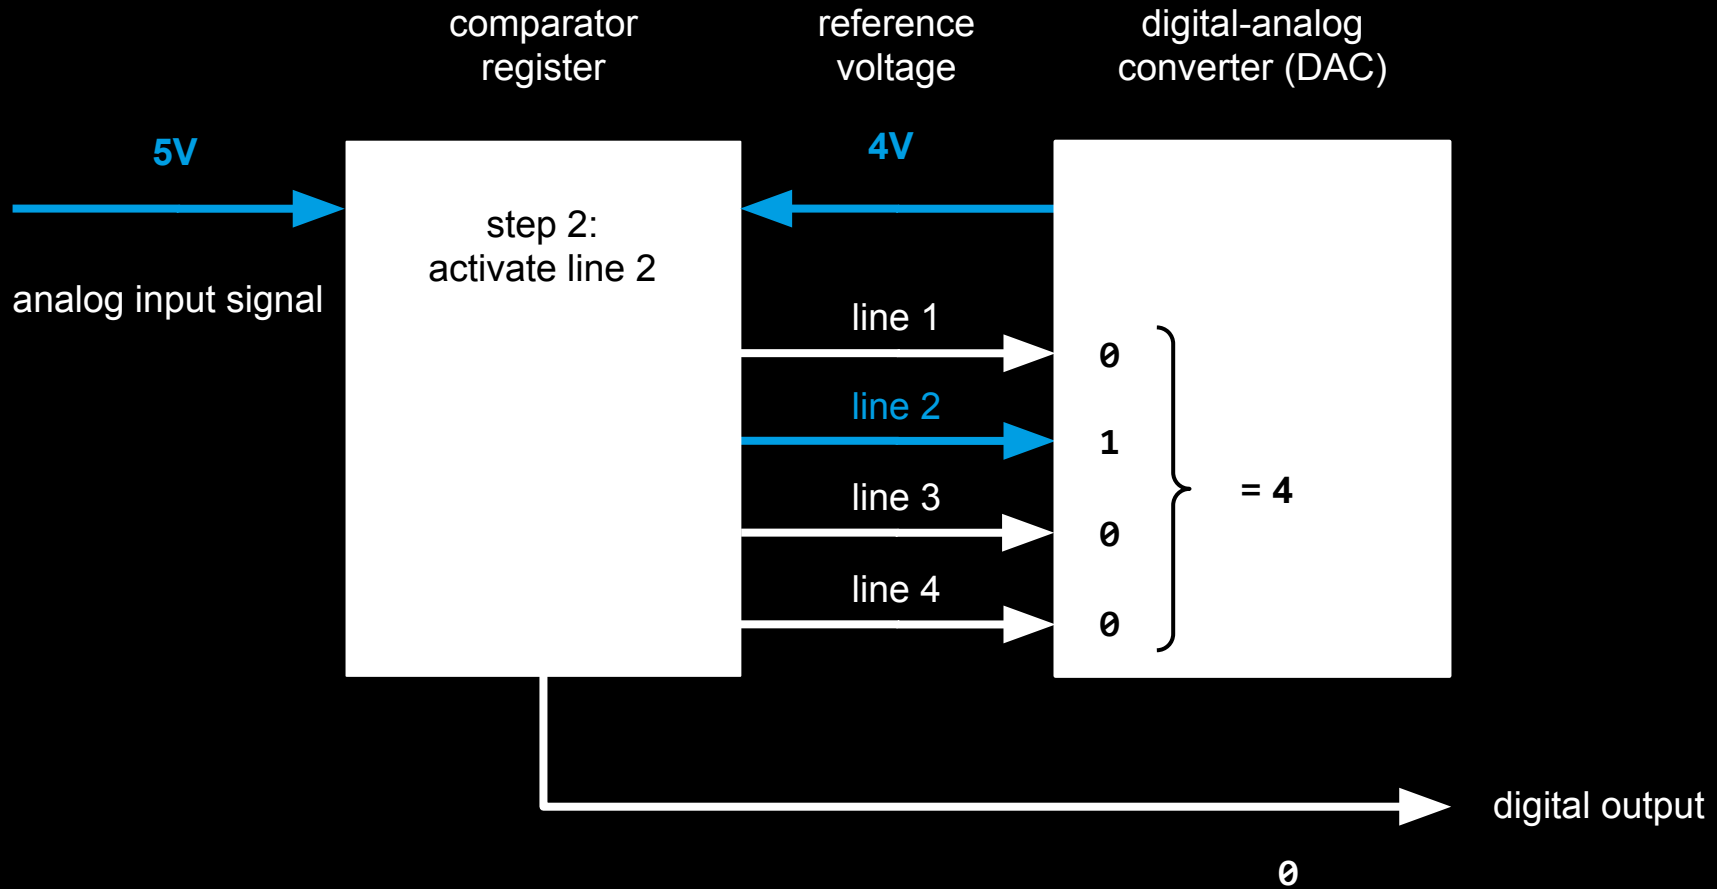 comparator
register
reference
voltage
digital-analog
converter (DAC)
5V
4V
step 2:
activate line 2
analog input signal
line 1
0
line 2
1
= 4
line 3
0
line 4
0
digital output
0